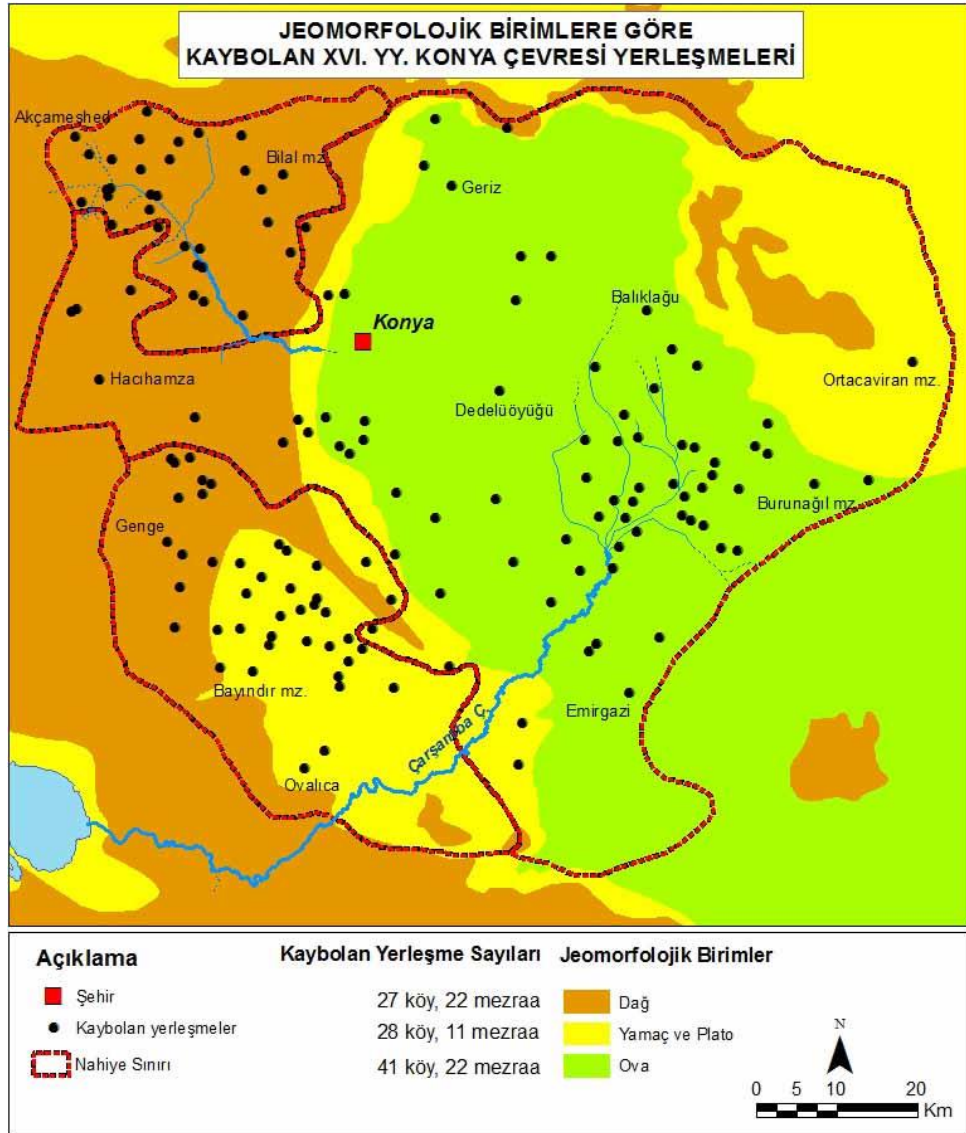 JEOMORFOLOJİK BİRİMLERE GÖRE
KAYBOLAN XVI. YY. KONYA ÇEVRESİ YERLEŞMELERİ
Akçameshed
Bilal mz.
Geriz
Balıklağu
Konya
Ortacaviran mz.
Hacıhamza
Dedelüöyüğü
Burunağıl mz.
Genge
Bayındır mz.
Emirgazi
Çarşamba Ç.
Ovalıca
Açıklama
Şehir
Kaybolan yerleşmeler
Nahiye Sınırı
Kaybolan Yerleşme Sayıları
27 köy, 22 mezraa
28 köy, 11 mezraa
41 köy, 22 mezraa
Jeomorfolojik Birimler
Dağ
Yamaç ve Plato
Ova
N
0 5 10 20
Km